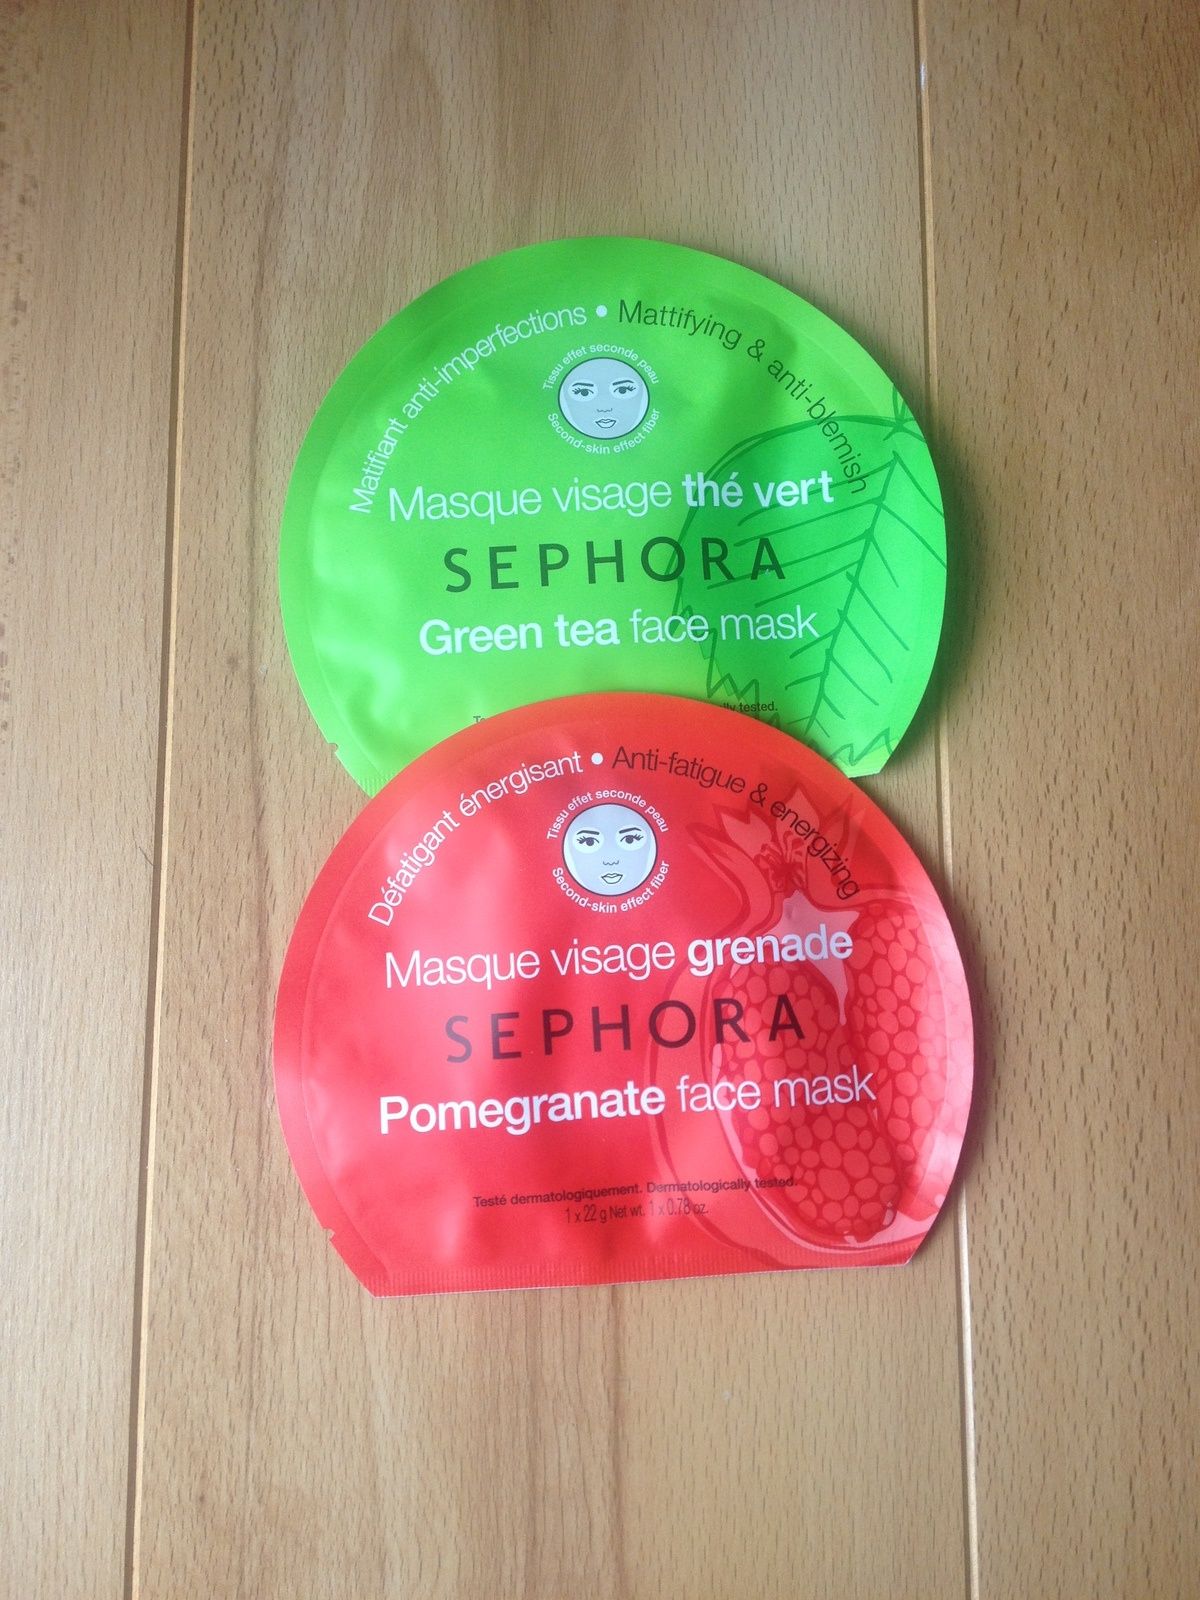 Matifiant anti-imperfections • Mattifying & anti-blemish
Tissu effet seconde peau
Second-skin effect fiber
Masque visage thé vert
SEPHORA
Green tea face mask
tested.
Défatigant énergisant • Anti-fatigue & energizing
Tissu effet seconde peau
Second-skin effect fiber
Masque visage grenade
SEPHORA
Pomegranate face mask
Testé dermatologiquement. Dermatologically tested.
1 x 22 g Net wt. 1 x 0.78 oz.